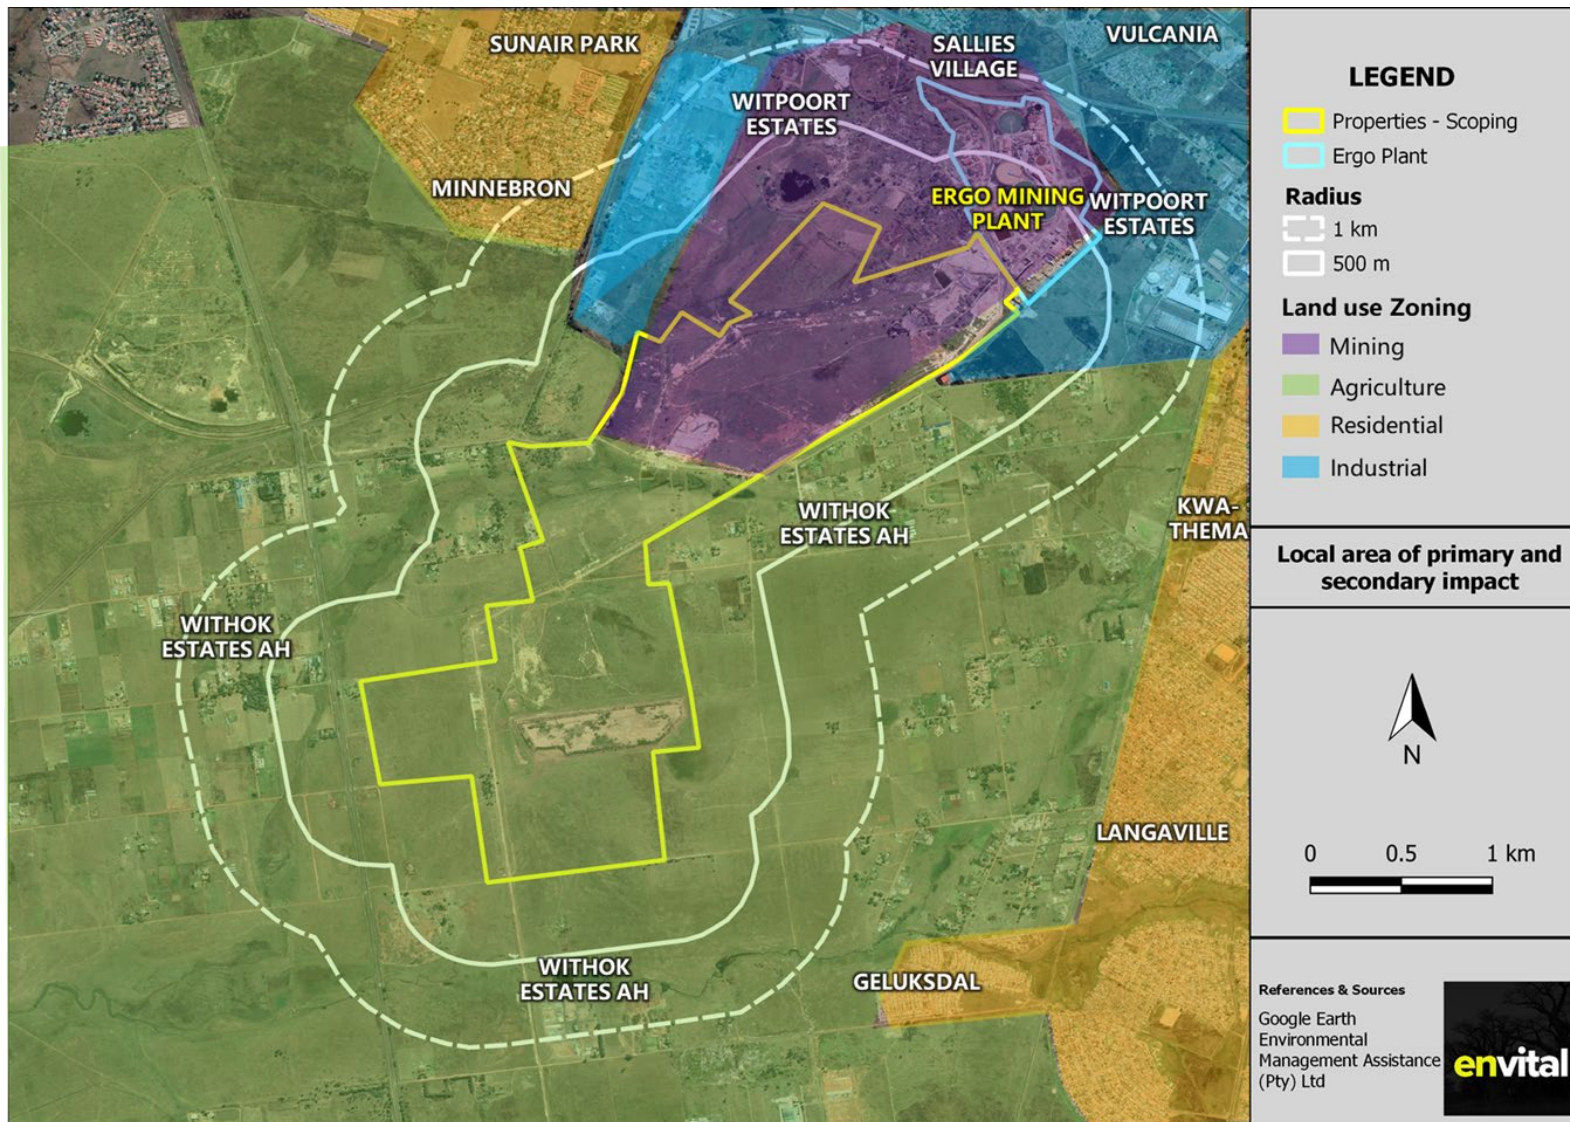 SUNAIR PARK
SALLIES
VILLAGE
VULCANIA
WITPOORT
ESTATES
MINNEBRON
ERGO MINING
PLANT
WITPOORT
ESTATES
WITHOK
ESTATES AH
KWA-
THEMA
WITHOK
ESTATES AH
LANGAVILLE
WITHOK
ESTATES AH
GELUKSDAL
LEGEND
Properties - Scoping
Ergo Plant
Radius
1 km
500 m
Land use Zoning
Mining
Agriculture
Residential
Industrial
Local area of primary and
secondary impact
N
0 0.5 1 km
References & Sources
Google Earth
Environmental
Management Assistance
(Pty) Ltd
envital